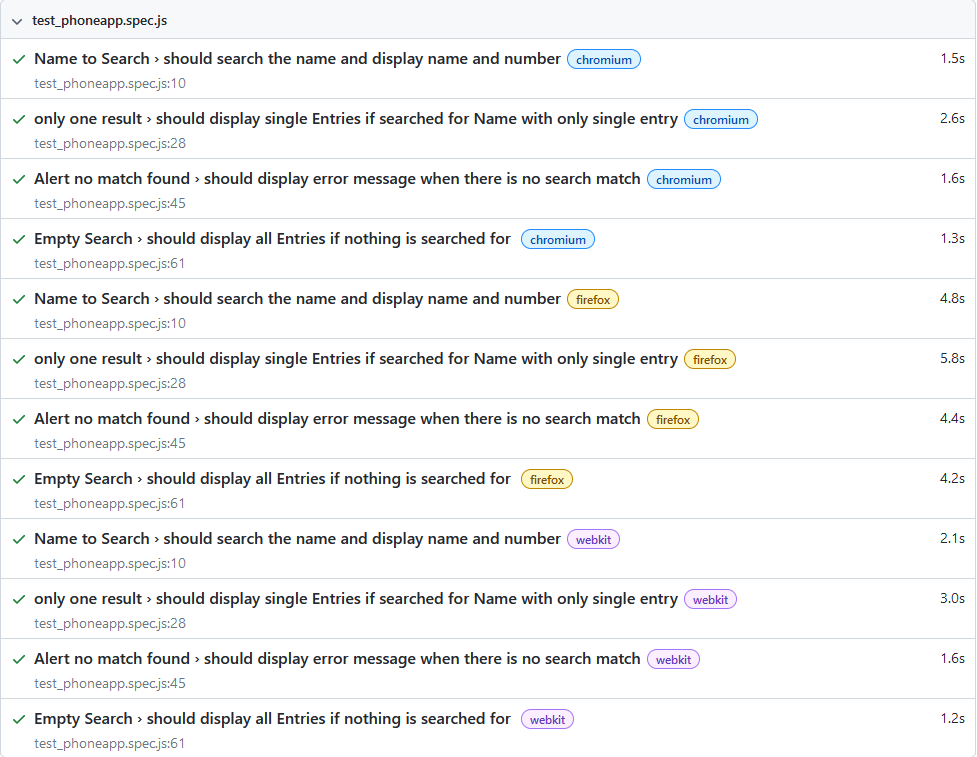 test_phoneapp.spec.js
Name to Search › should search the name and display name and number chromium 1.5s
test_phoneapp.spec.js:10
only one result › should display single Entries if searched for Name with only single entry chromium 2.6s
test_phoneapp.spec.js:28
Alert no match found › should display error message when there is no search match chromium 1.6s
test_phoneapp.spec.js:45
Empty Search › should display all Entries if nothing is searched for chromium 1.3s
test_phoneapp.spec.js:61
Name to Search › should search the name and display name and number firefox 4.8s
test_phoneapp.spec.js:10
only one result › should display single Entries if searched for Name with only single entry firefox 5.8s
test_phoneapp.spec.js:28
Alert no match found › should display error message when there is no search match firefox 4.4s
test_phoneapp.spec.js:45
Empty Search › should display all Entries if nothing is searched for firefox 4.2s
test_phoneapp.spec.js:61
Name to Search › should search the name and display name and number webkit 2.1s
test_phoneapp.spec.js:10
only one result › should display single Entries if searched for Name with only single entry webkit 3.0s
test_phoneapp.spec.js:28
Alert no match found › should display error message when there is no search match webkit 1.6s
test_phoneapp.spec.js:45
Empty Search › should display all Entries if nothing is searched for webkit 1.2s
test_phoneapp.spec.js:61